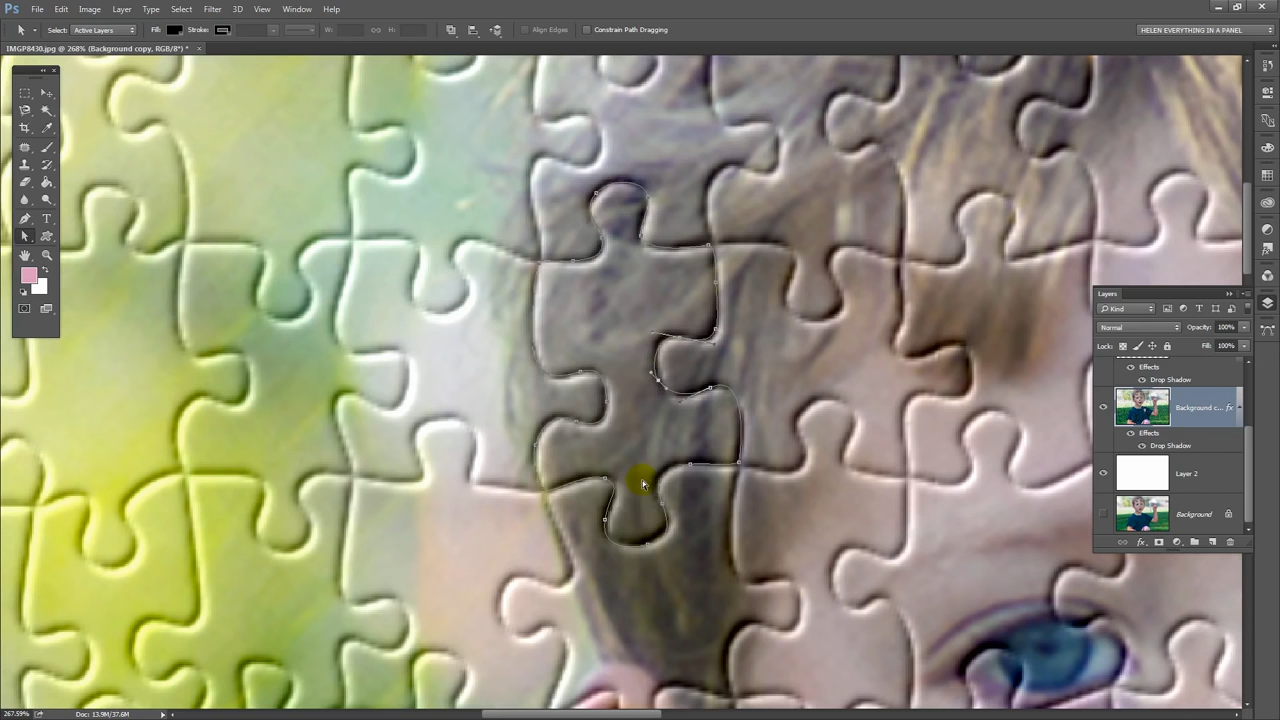 Ps File Edit Image Layer Type Select Filter 3D View Window Help
Select: Active Layers Fill: Stroke: W: H: Align Edges Constrain Path Dragging HELEN EVERYTHING IN A PANEL
IMGP8430.jpg @ 268% (Background copy, RGB/8*) * ×
Layers
Kind
Normal Opacity: 100%
Lock: Fill: 100%
Effects
Drop Shadow
Background c... fx
Effects
Drop Shadow
Layer 2
Background
fx
267.59% Doc: 13.9M/37.6M